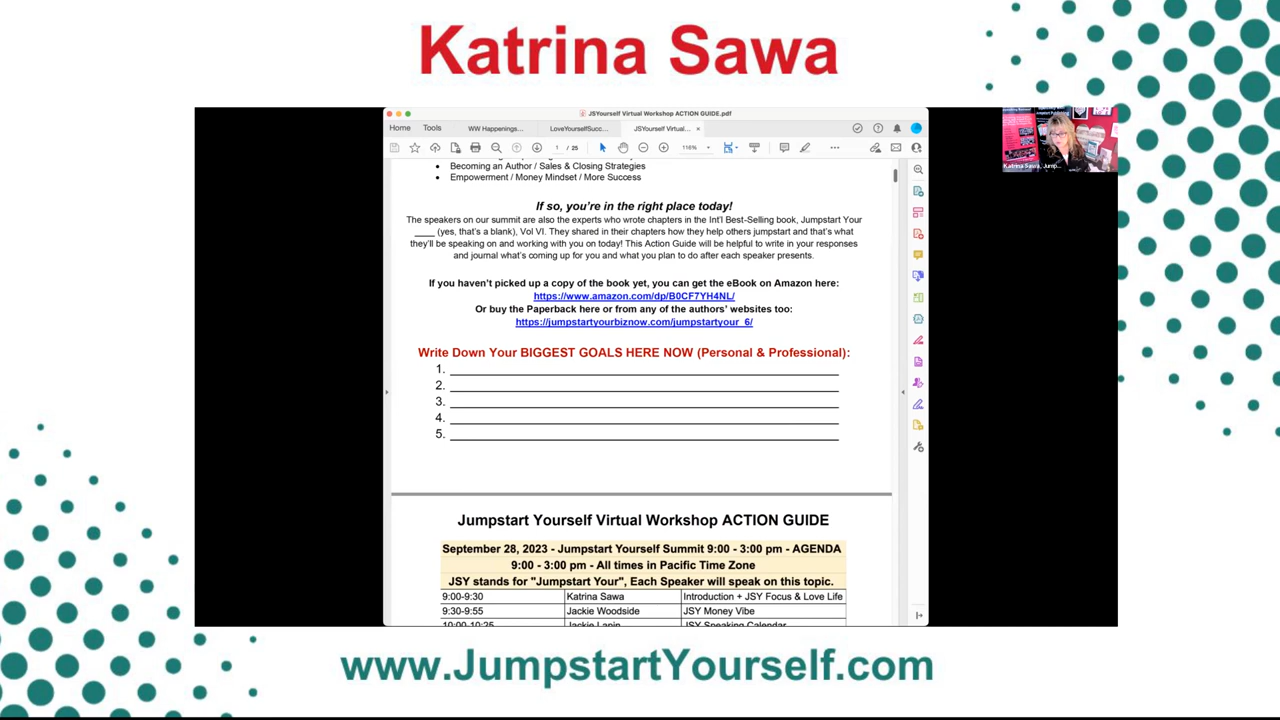 Katrina Sawa
JSYourself Virtual Workshop ACTION GUIDE.pdf
Home Tools WW Happenings... LoveYourselfSucc... JSYourself Virtual... ×
1 / 25 116%
• Becoming an Author / Sales & Closing Strategies
• Empowerment / Money Mindset / More Success
If so, you're in the right place today!
The speakers on our summit are also the experts who wrote chapters in the Int'l Best-Selling book, Jumpstart Your
____ (yes, that's a blank), Vol VI. They shared in their chapters how they help others jumpstart and that's what
they'll be speaking on and working with you on today! This Action Guide will be helpful to write in your responses
and journal what's coming up for you and what you plan to do after each speaker presents.
If you haven't picked up a copy of the book yet, you can get the eBook on Amazon here:
https://www.amazon.com/dp/B0CF7YH4NL/
Or buy the Paperback here or from any of the authors' websites too:
https://jumpstartyourbiznow.com/jumpstartyour_6/
Write Down Your BIGGEST GOALS HERE NOW (Personal & Professional):
1.
2.
3.
4.
5.
Jumpstart Yourself Virtual Workshop ACTION GUIDE
September 28, 2023 - Jumpstart Yourself Summit 9:00 - 3:00 pm - AGENDA
9:00 - 3:00 pm - All times in Pacific Time Zone
JSY stands for "Jumpstart Your", Each Speaker will speak on this topic.
9:00-9:30 Katrina Sawa Introduction + JSY Focus & Love Life
9:30-9:55 Jackie Woodside JSY Money Vibe
10:00-10:25 Jackie Lapin JSY Speaking Calendar
Katrina Sawa, Jump...
www.JumpstartYourself.com